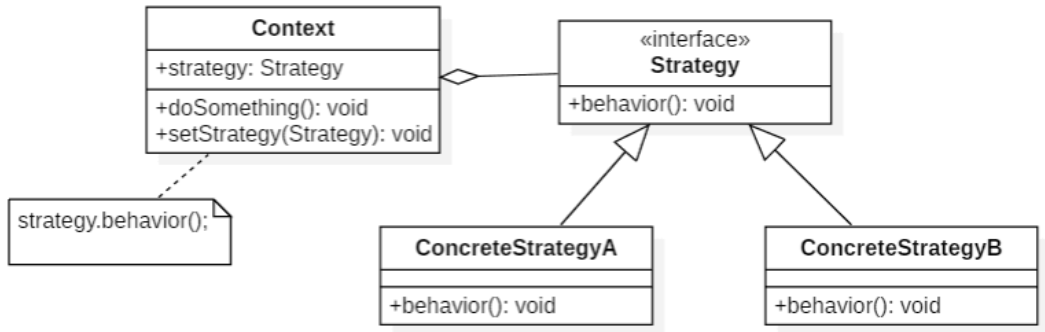 Context
+strategy: Strategy
+doSomething(): void
+setStrategy(Strategy): void
«interface»
Strategy
+behavior(): void
strategy.behavior();
ConcreteStrategyA
+behavior(): void
ConcreteStrategyB
+behavior(): void